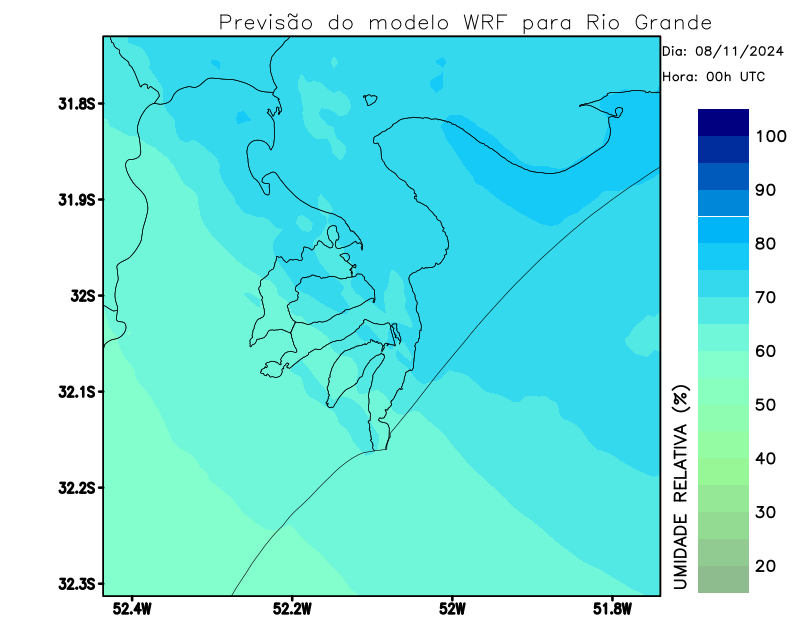 Previsão do modelo WRF para Rio Grande
Dia: 08/11/2024
Hora: 00h UTC
31.8S
31.9S
32S
32.1S
32.2S
32.3S
52.4W
52.2W
52W
51.8W
100
90
80
70
60
50
40
30
20
UMIDADE RELATIVA (%)